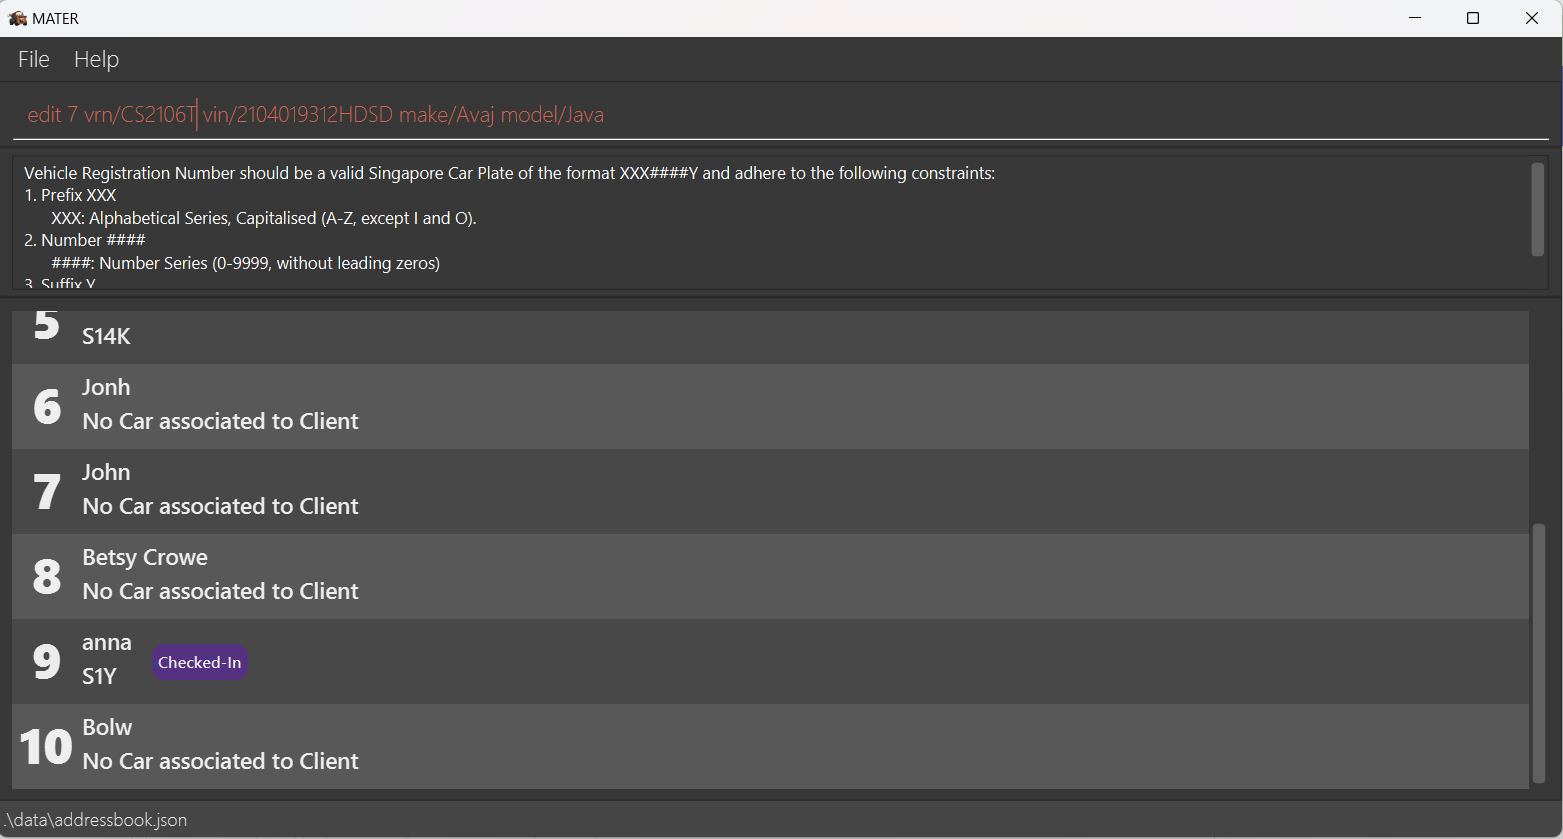 MATER
File Help
edit 7 vrn/CS2106T vin/2104019312HDSD make/Avaj model/Java
Vehicle Registration Number should be a valid Singapore Car Plate of the format XXX####Y and adhere to the following constraints:
1. Prefix XXX
XXX: Alphabetical Series, Capitalised (A-Z, except I and O).
2. Number ####
####: Number Series (0-9999, without leading zeros)
3. Suffix Y
5
S14K
6
Jonh
No Car associated to Client
7
John
No Car associated to Client
8
Betsy Crowe
No Car associated to Client
9
anna
S1Y
Checked-In
10
Bolw
No Car associated to Client
.\data\addressbook.json